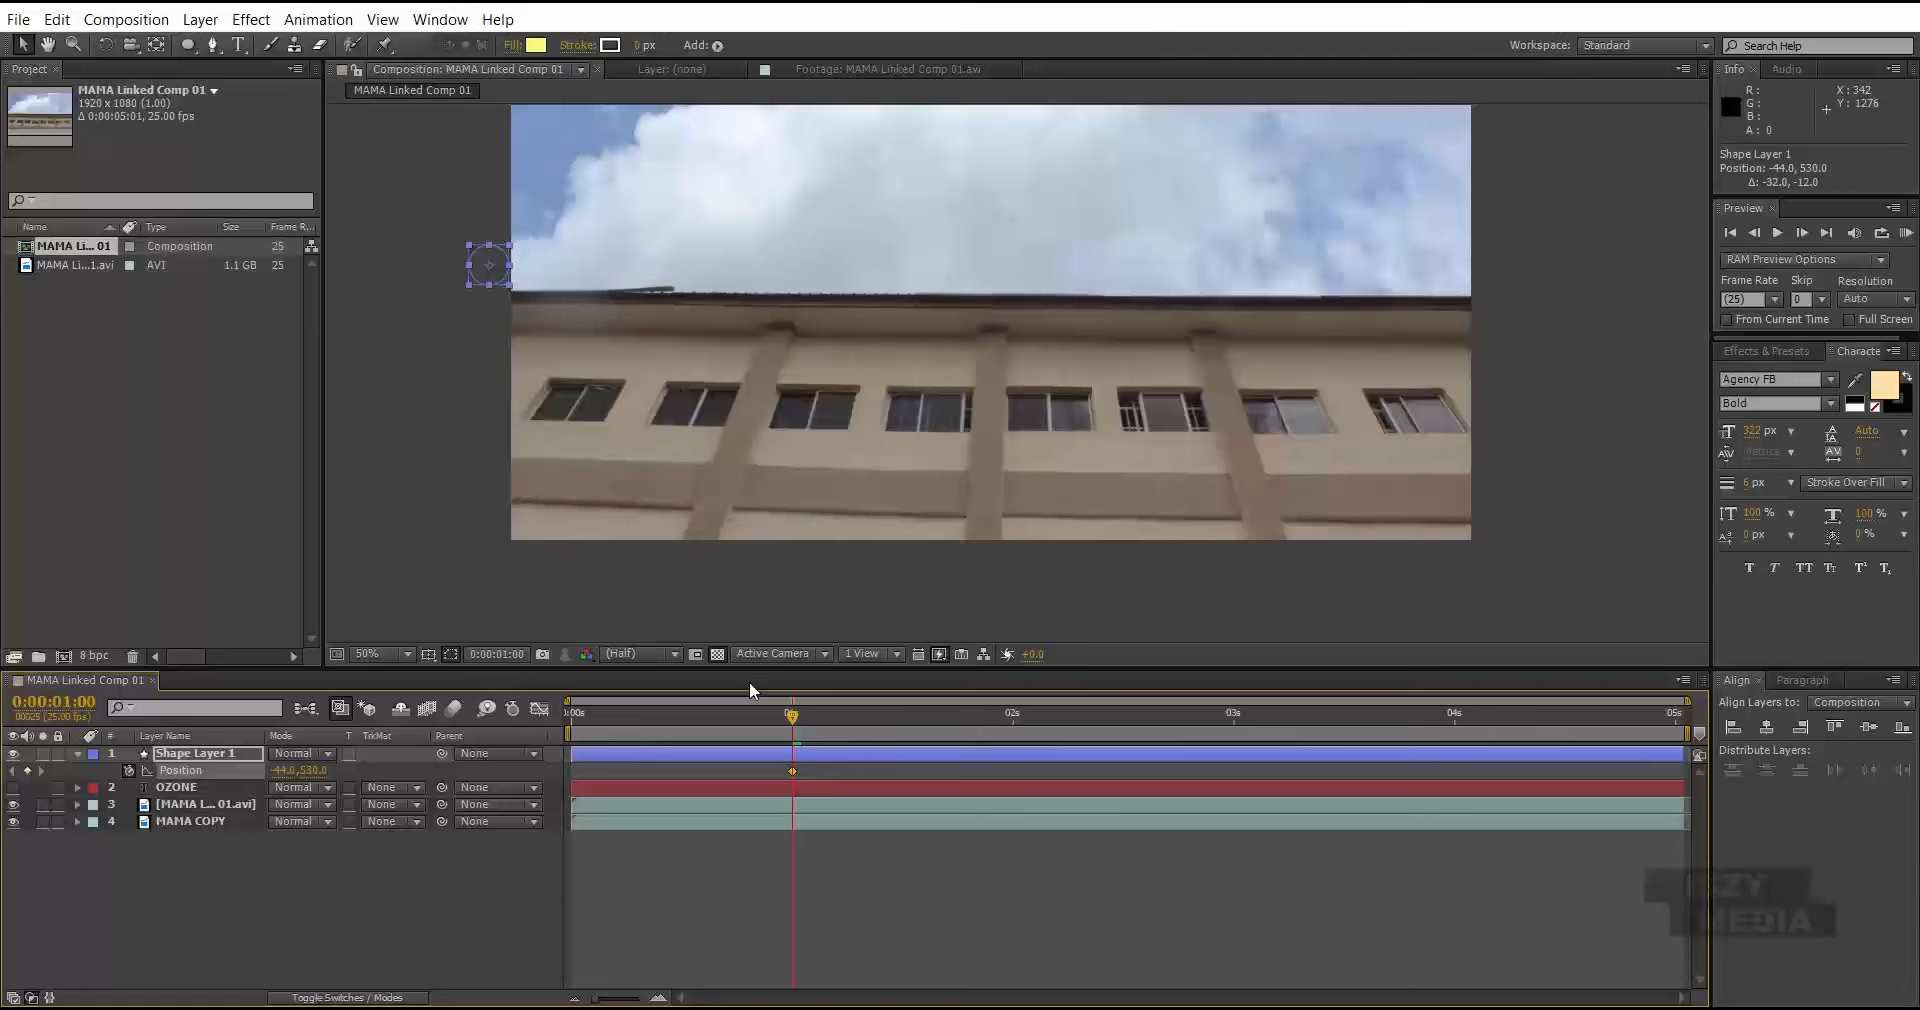 File Edit Composition Layer Effect Animation View Window Help
Fill: Stroke: 0 px Add: Workspace: Standard Search Help
Project Composition: MAMA Linked Comp 01 Layer: (none) Footage: MAMA Linked Comp 01.avi Info Audio
MAMA Linked Comp 01
1920 x 1080 (1.00)
Δ 0:00:05:01, 25.00 fps
MAMA Linked Comp 01
R :
G :
B :
A : 0
X : 342
Y : 1276
Shape Layer 1
Position: -44.0, 530.0
Δ: -32.0, -12.0
Preview
Name Type Size Frame R...
MAMA Li... 01 Composition 25
MAMA Li...1.avi AVI 1.1 GB 25
RAM Preview Options
Frame Rate Skip Resolution
(25) 0 Auto
From Current Time Full Screen
Effects & Presets Characte
Agency FB
Bold
322 px Auto
Metrics 0
6 px Stroke Over Fill
100 % 100 %
0 px 0 %
T T TT Tt T¹ T₁
8 bpc 50% 0:00:01:00 (Half) Active Camera 1 View +0.0
MAMA Linked Comp 01 Align Paragraph
0:00:01:00
00025 (25.00 fps)
Align Layers to: Composition
Distribute Layers:
):00s 02s 03s 04s 05s
# Layer Name Mode T TrkMat Parent
1 Shape Layer 1 Normal None
Position -44.0,530.0
2 OZONE Normal None None
3 [MAMA L... 01.avi] Normal None None
4 MAMA COPY Normal None None
SZY
MEDIA
Toggle Switches / Modes